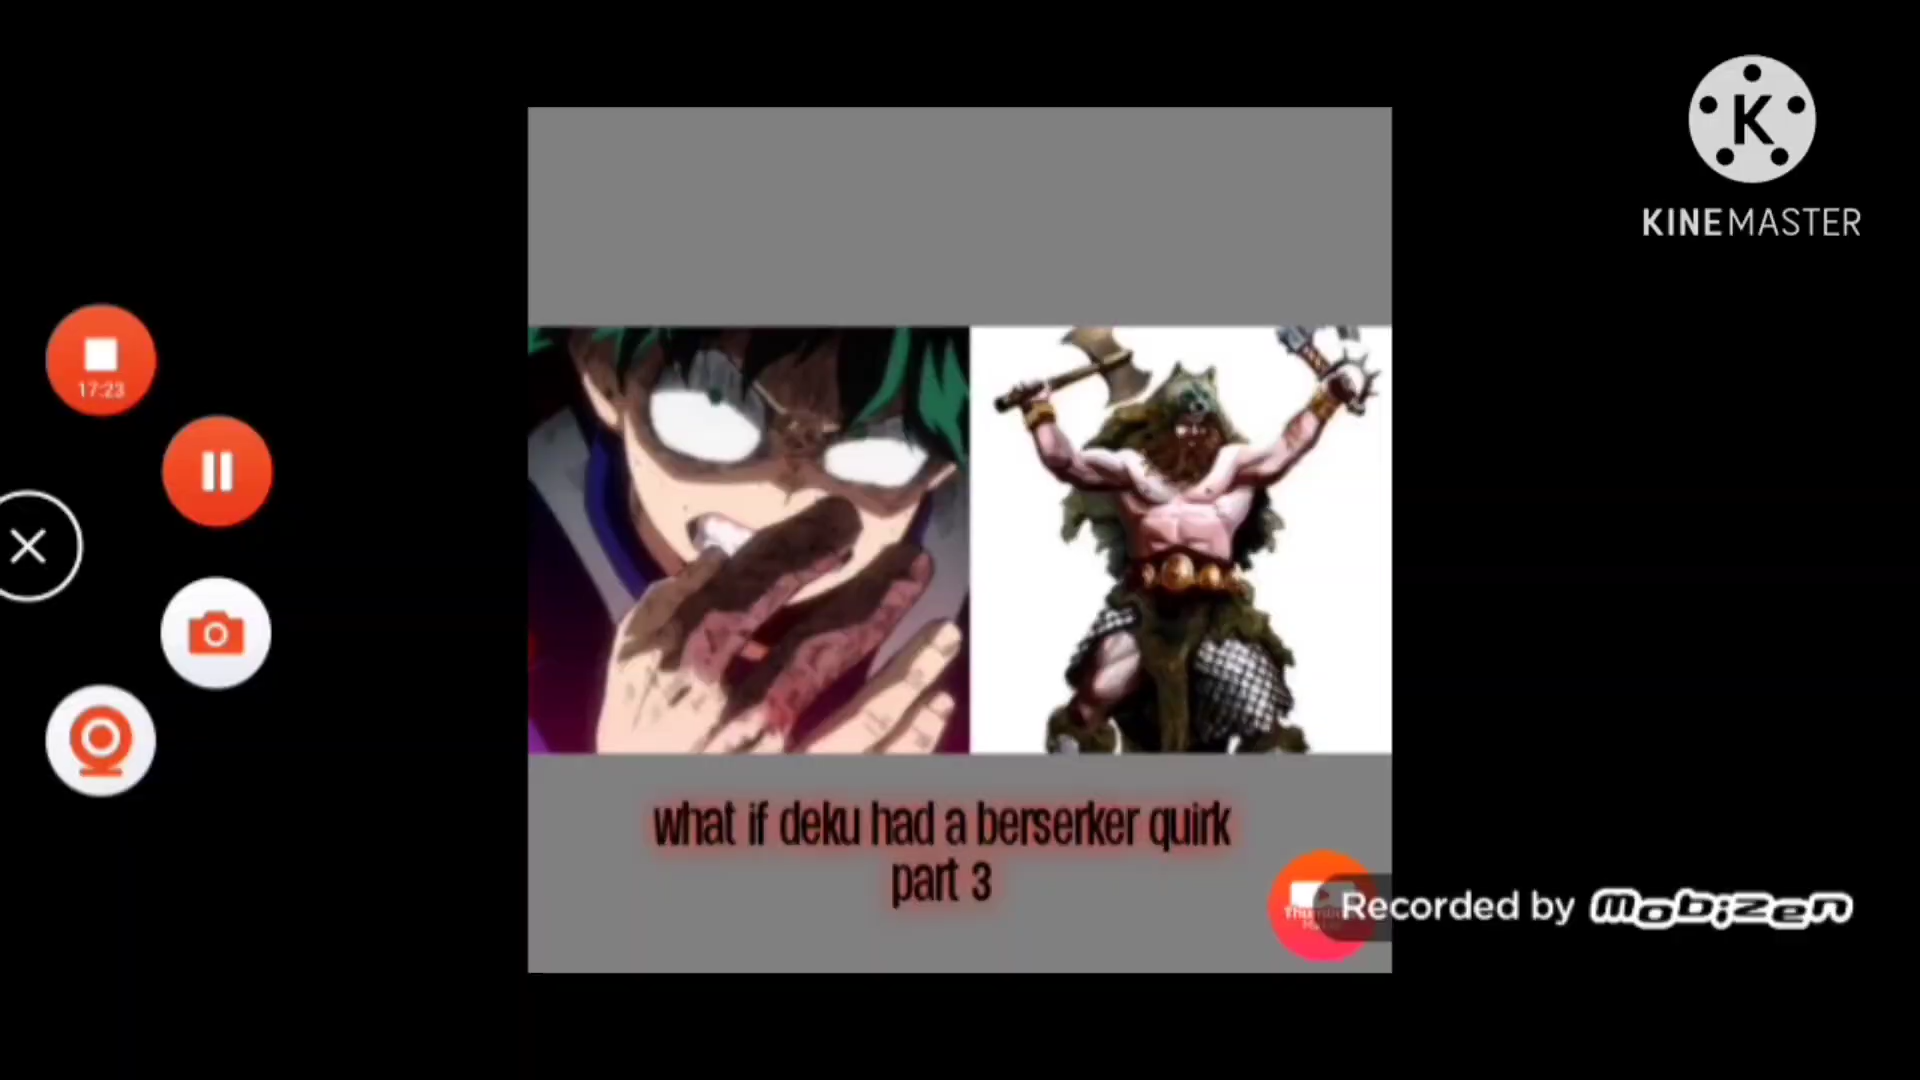 K
KINEMASTER
17:23
what if deku had a berserker quirk
part 3
Recorded by Mobizen